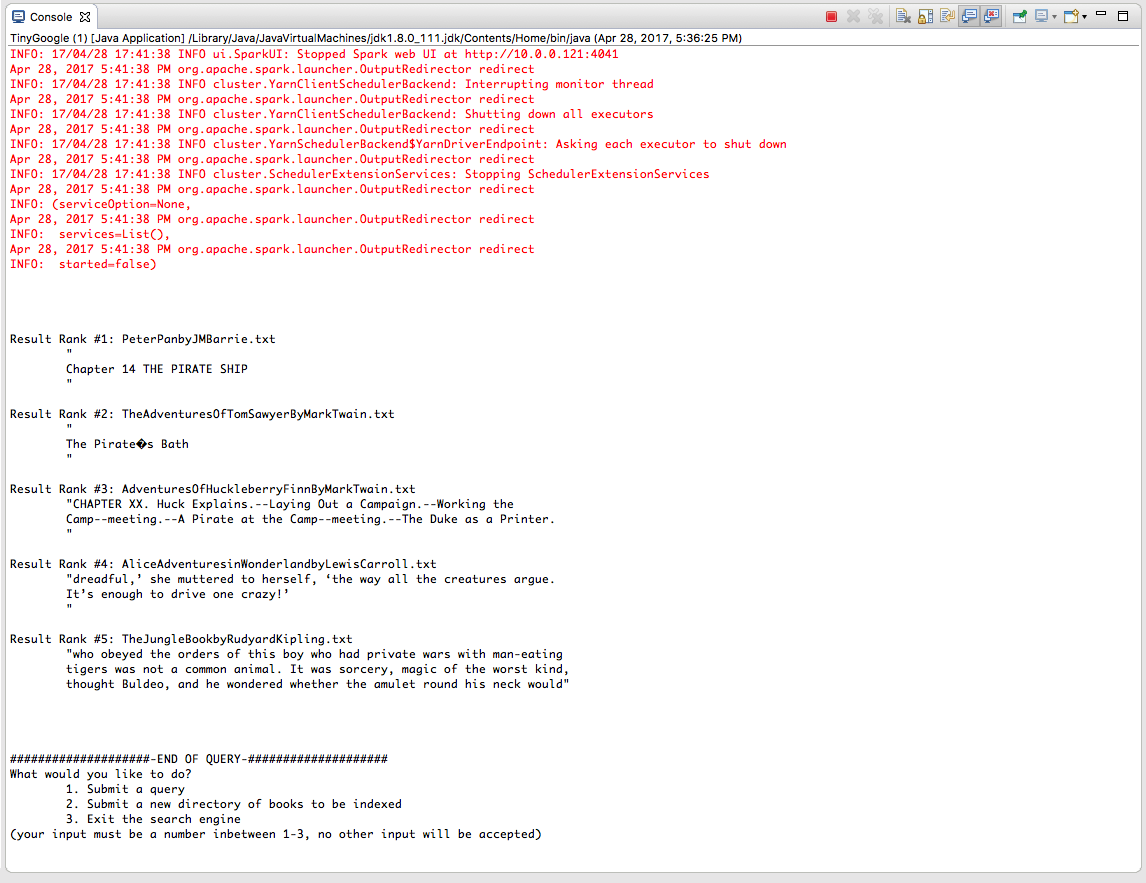 Console
TinyGoogle (1) [Java Application] /Library/Java/JavaVirtualMachines/jdk1.8.0_111.jdk/Contents/Home/bin/java (Apr 28, 2017, 5:36:25 PM)
INFO: 17/04/28 17:41:38 INFO ui.SparkUI: Stopped Spark web UI at http://10.0.0.121:4041
Apr 28, 2017 5:41:38 PM org.apache.spark.launcher.OutputRedirector redirect
INFO: 17/04/28 17:41:38 INFO cluster.YarnClientSchedulerBackend: Interrupting monitor thread
Apr 28, 2017 5:41:38 PM org.apache.spark.launcher.OutputRedirector redirect
INFO: 17/04/28 17:41:38 INFO cluster.YarnClientSchedulerBackend: Shutting down all executors
Apr 28, 2017 5:41:38 PM org.apache.spark.launcher.OutputRedirector redirect
INFO: 17/04/28 17:41:38 INFO cluster.YarnSchedulerBackend$YarnDriverEndpoint: Asking each executor to shut down
Apr 28, 2017 5:41:38 PM org.apache.spark.launcher.OutputRedirector redirect
INFO: 17/04/28 17:41:38 INFO cluster.SchedulerExtensionServices: Stopping SchedulerExtensionServices
Apr 28, 2017 5:41:38 PM org.apache.spark.launcher.OutputRedirector redirect
INFO: (serviceOption=None,
Apr 28, 2017 5:41:38 PM org.apache.spark.launcher.OutputRedirector redirect
INFO:  services=List(),
Apr 28, 2017 5:41:38 PM org.apache.spark.launcher.OutputRedirector redirect
INFO:  started=false)
Result Rank #1: PeterPanbyJMBarrie.txt
"
Chapter 14 THE PIRATE SHIP
"
Result Rank #2: TheAdventuresOfTomSawyerByMarkTwain.txt
"
The Pirate�s Bath
"
Result Rank #3: AdventuresOfHuckleberryFinnByMarkTwain.txt
"CHAPTER XX. Huck Explains.--Laying Out a Campaign.--Working the
Camp--meeting.--A Pirate at the Camp--meeting.--The Duke as a Printer.
"
Result Rank #4: AliceAdventuresinWonderlandbyLewisCarroll.txt
"dreadful,’ she muttered to herself, ‘the way all the creatures argue.
It’s enough to drive one crazy!’
"
Result Rank #5: TheJungleBookbyRudyardKipling.txt
"who obeyed the orders of this boy who had private wars with man-eating
tigers was not a common animal. It was sorcery, magic of the worst kind,
thought Buldeo, and he wondered whether the amulet round his neck would"
####################-END OF QUERY-####################
What would you like to do?
1. Submit a query
2. Submit a new directory of books to be indexed
3. Exit the search engine
(your input must be a number inbetween 1-3, no other input will be accepted)